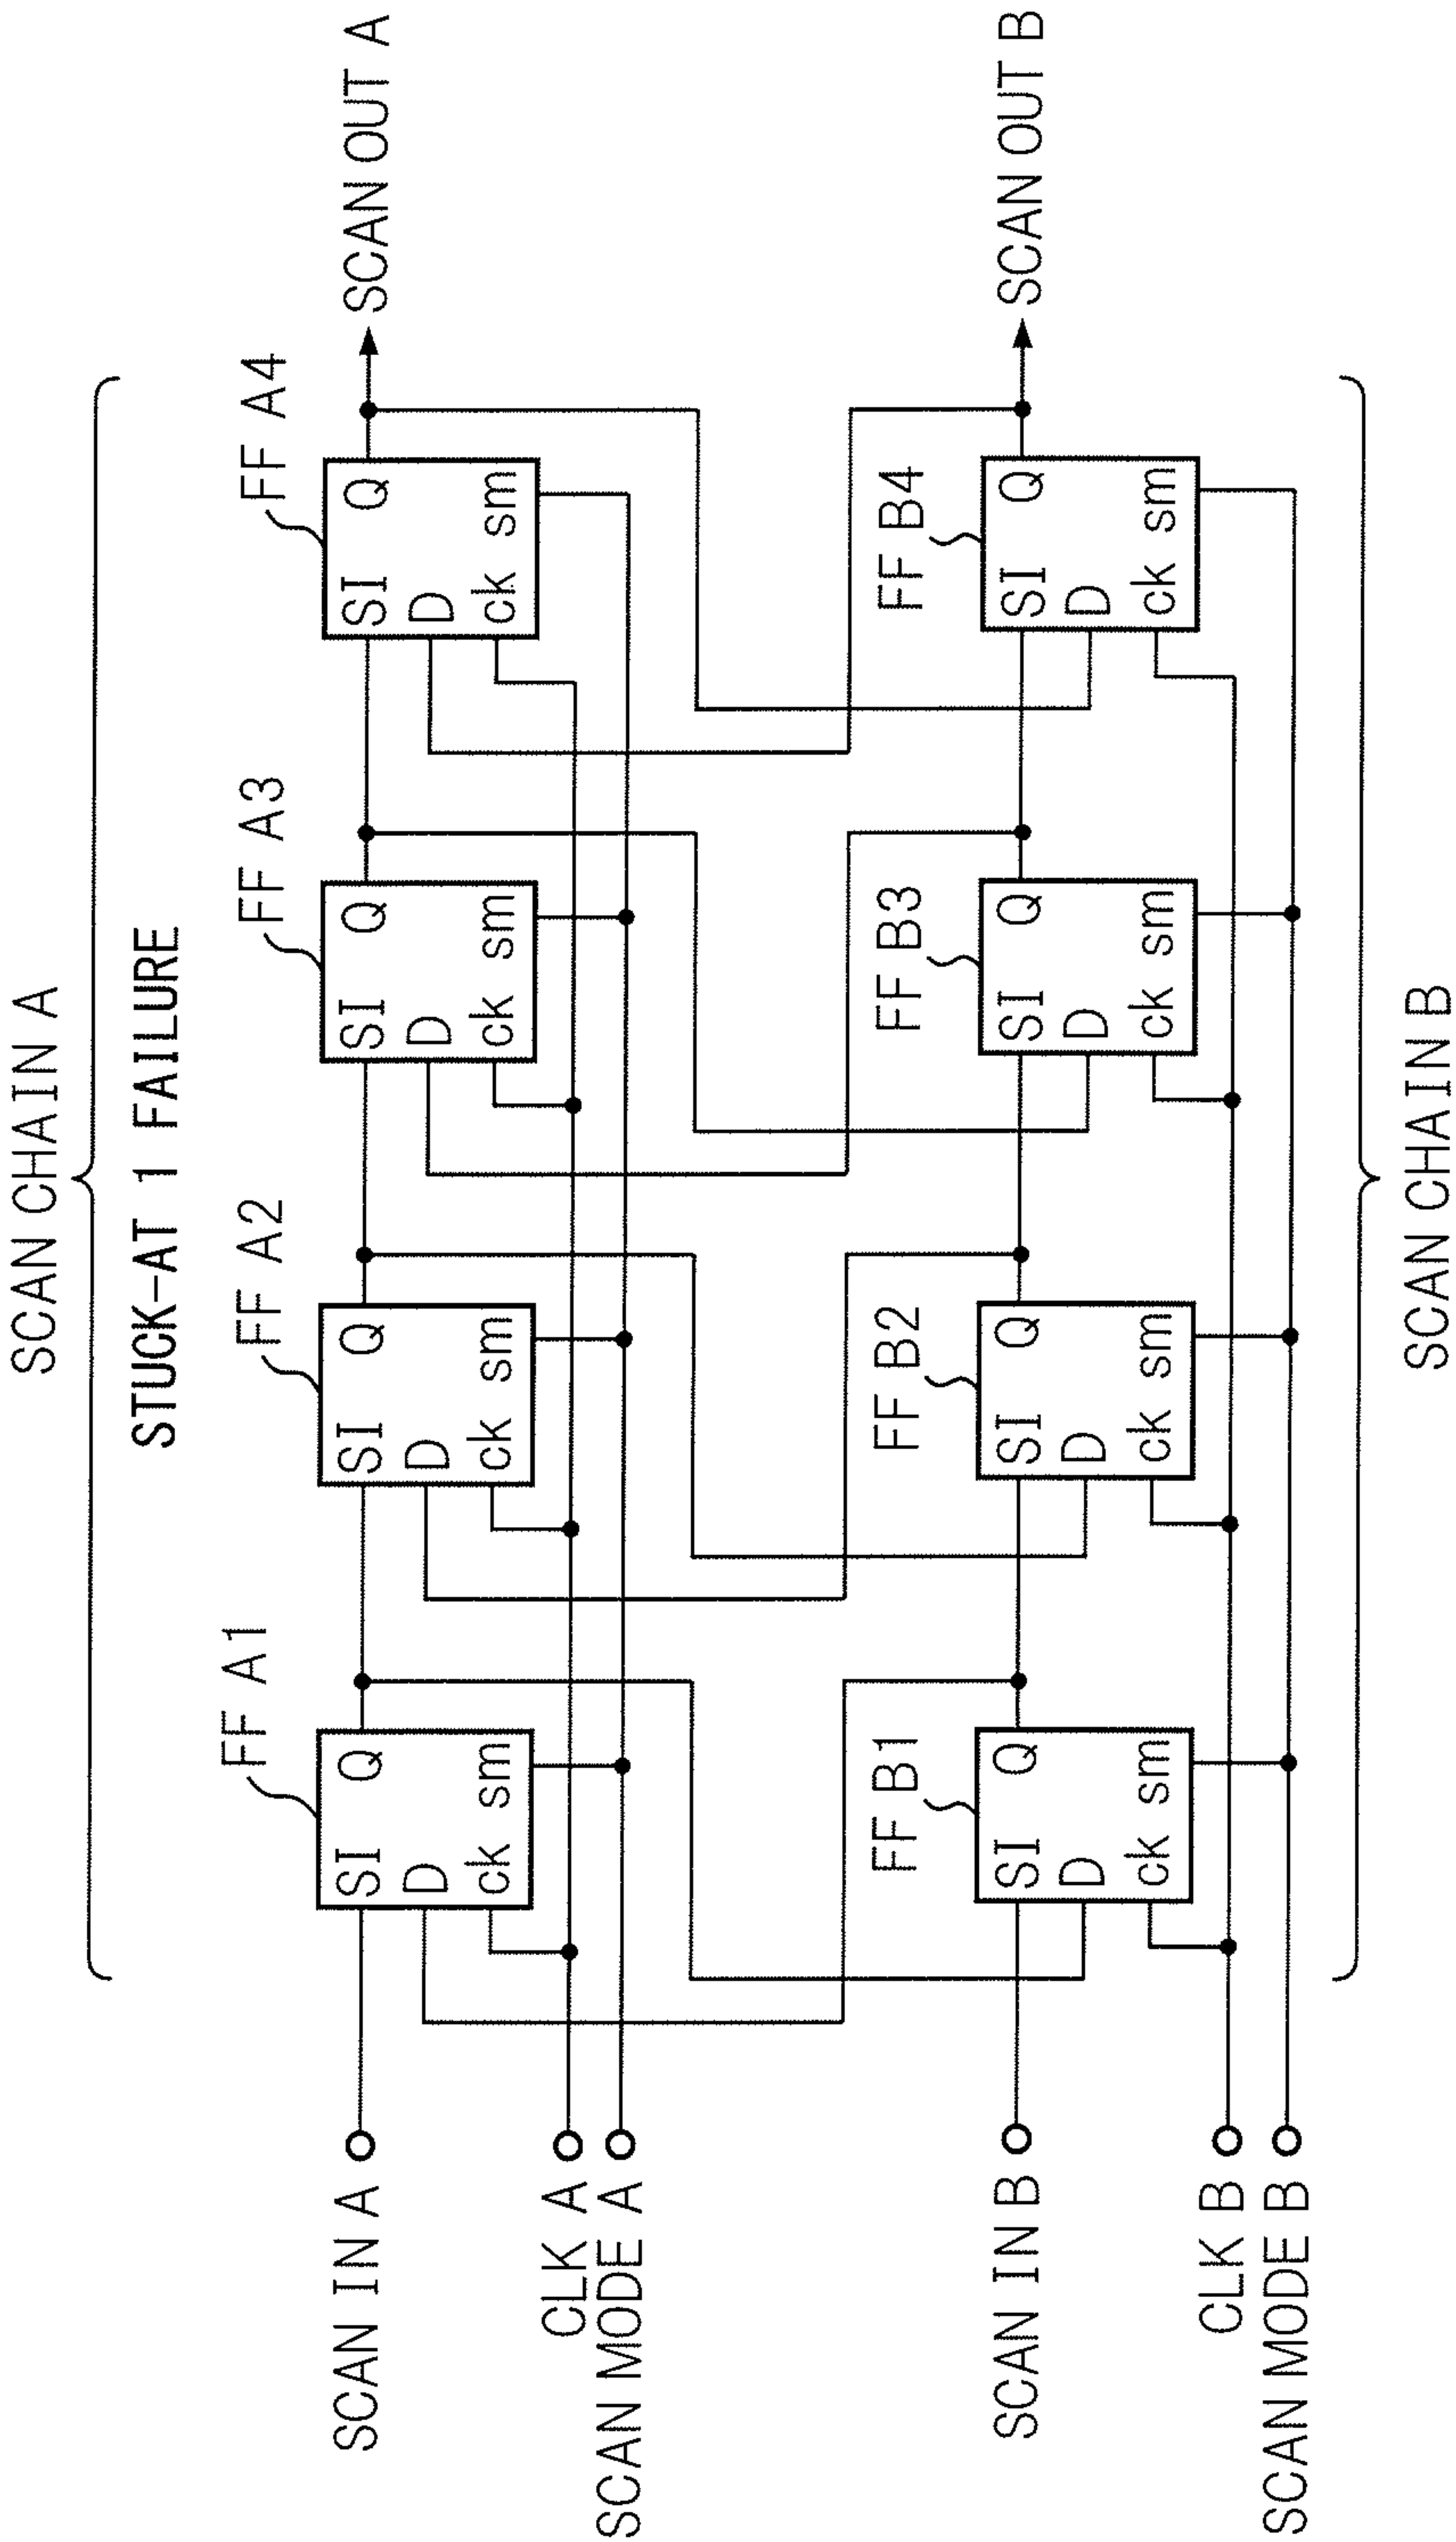 SCAN CHAIN A
STUCK-AT 1 FAILURE
FF A1
FF A2
FF A3
FF A4
SI Q
D
ck sm
SI Q
D
ck sm
SI Q
D
ck sm
SI Q
D
ck sm
SCAN IN A
SCAN OUT A
CLK A
SCAN MODE A
FF B1
FF B2
FF B3
FF B4
SI Q
D
ck sm
SI Q
D
ck sm
SI Q
D
ck sm
SI Q
D
ck sm
SCAN IN B
SCAN OUT B
CLK B
SCAN MODE B
SCAN CHAIN B